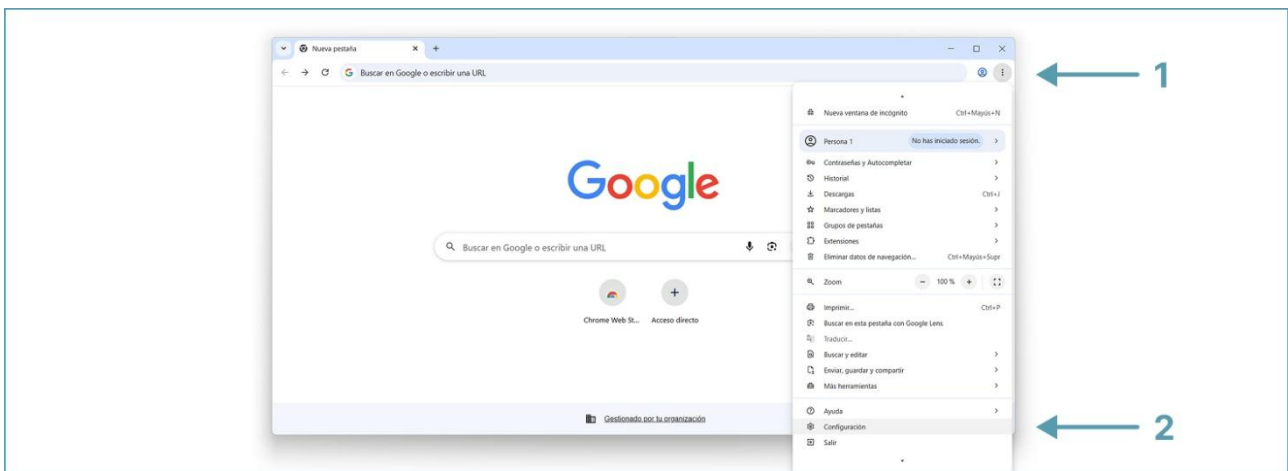 Nueva pestaña
Buscar en Google o escribir una URL
1
Nueva ventana de incógnito Ctrl+Mayús+N
Persona 1 No has iniciado sesión.
Contraseñas y Autocompletar
Historial
Descargas Ctrl+J
Marcadores y listas
Grupos de pestañas
Extensiones
Eliminar datos de navegación... Ctrl+Mayús+Supr
Zoom - 100 % +
Imprimir... Ctrl+P
Buscar en esta pestaña con Google Lens
Traducir...
Buscar y editar
Enviar, guardar y compartir
Más herramientas
Ayuda
Configuración
Salir
2
Google
Buscar en Google o escribir una URL
Chrome Web St... Acceso directo
Gestionado por tu organización